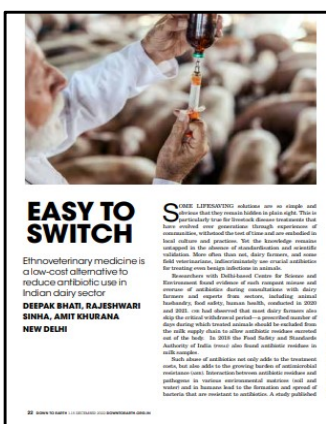 EASY TO
SWITCH
Ethnoveterinary medicine is
a low-cost alternative to
reduce antibiotic use in
Indian dairy sector
DEEPAK BHATI, RAJESHWARI
SINHA, AMIT KHURANA
NEW DELHI
SOME LIFESAVING solutions are so simple and
obvious that they remain hidden in plain sight. This is
particularly true for livestock disease treatments that
have evolved over generations through experiences of
communities, withstood the test of time and are embodied in
local culture and practices. Yet the knowledge remains
untapped in the absence of standardisation and scientific
validation. More often than not, dairy farmers, and some
field veterinarians, indiscriminately use crucial antibiotics
for treating even benign infections in animals.
Researchers with Delhi-based Centre for Science and
Environment found evidence of such rampant misuse and
overuse of antibiotics during consultations with dairy
farmers and experts from sectors, including animal
husbandry, food safety, human health, conducted in 2020
and 2021. CSE had observed that most dairy farmers also
skip the critical withdrawal period—a prescribed number of
days during which treated animals should be excluded from
the milk supply chain to allow antibiotic residues excreted
out of the body. In 2018 the Food Safety and Standards
Authority of India (FSSAI) also found antibiotic residues in
milk samples.
Such abuse of antibiotics not only adds to the treatment
costs, but also adds to the growing burden of antimicrobial
resistance (AMR). Interaction between antibiotic residues and
pathogens in various environmental matrices (soil and
water) and in humans lead to the formation and spread of
bacteria that are resistant to antibiotics. A study published
22 DOWN TO EARTH DOWNTOEARTH.ORG.IN